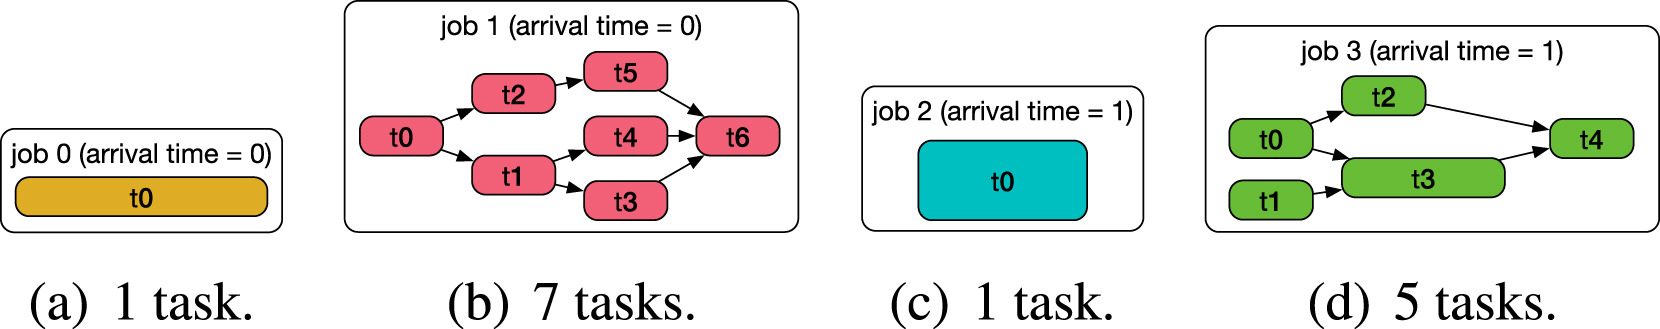 job 0 (arrival time = 0)
t0
(a) 1 task.
job 1 (arrival time = 0)
t5
t2
t0
t4
t6
t1
t3
(b) 7 tasks.
job 2 (arrival time = 1)
t0
(c) 1 task.
job 3 (arrival time = 1)
t2
t0
t4
t3
t1
(d) 5 tasks.